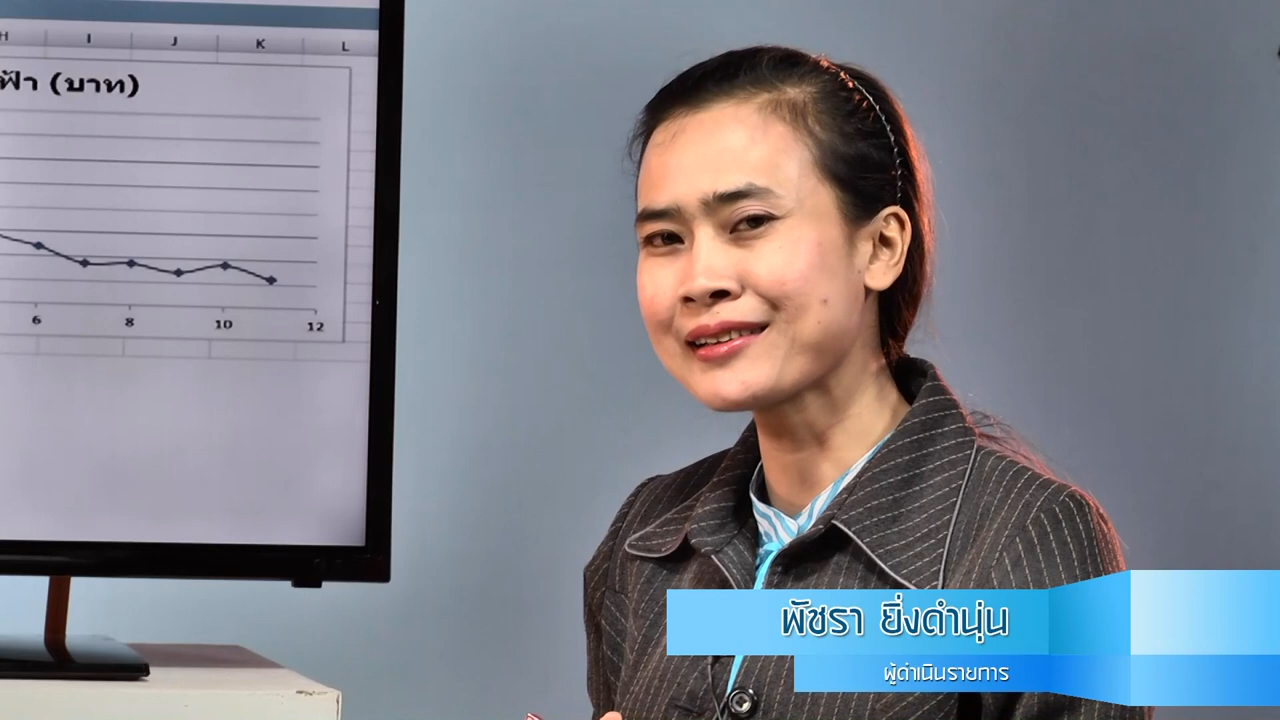 H I J K L
ฟ้า (บาท)
6 8 10 12
พัชรา ยิ่งดำนุ่น
ผู้ดำเนินรายการ